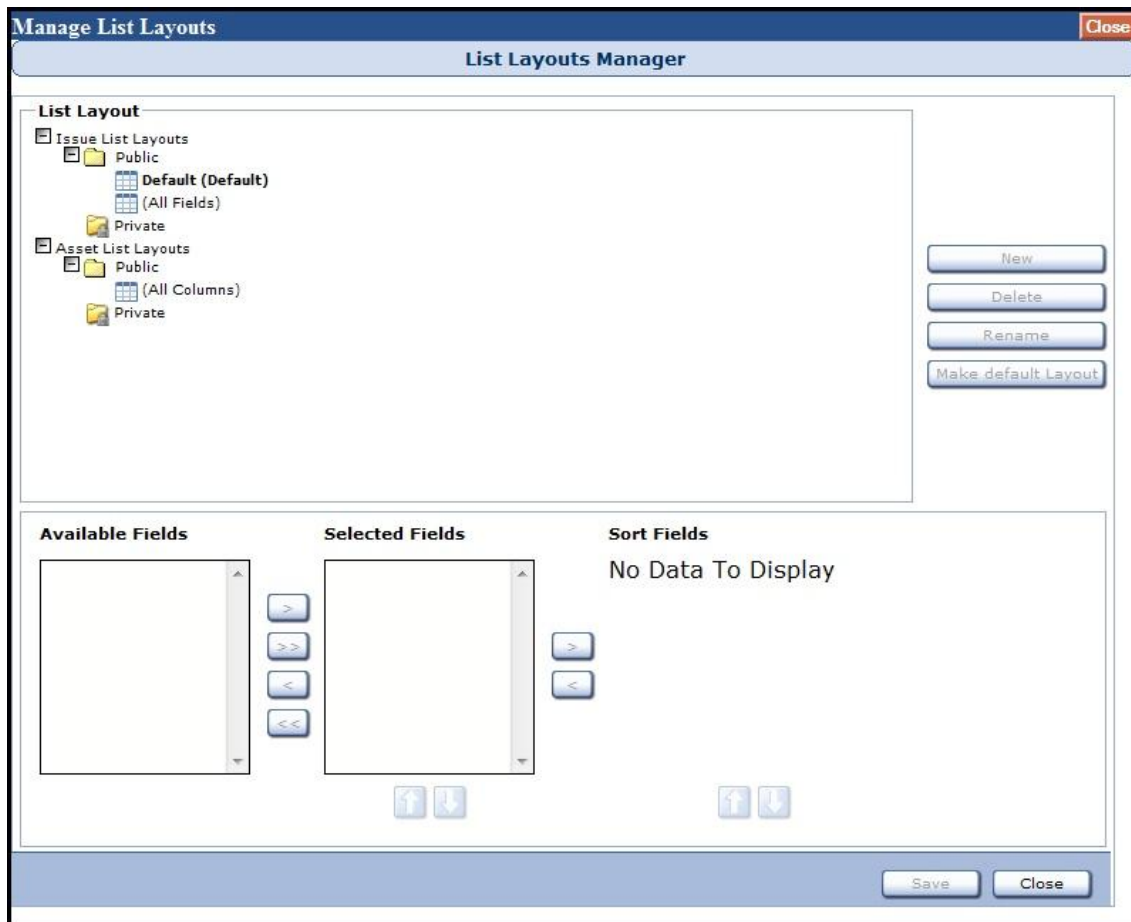 Manage List Layouts
Close
List Layouts Manager
List Layout
Issue List Layouts
Public
Default (Default)
(All Fields)
Private
Asset List Layouts
Public
(All Columns)
Private
New
Delete
Rename
Make default Layout
Available Fields
Selected Fields
Sort Fields
No Data To Display
>
>>
<
<<
>
<
Save
Close